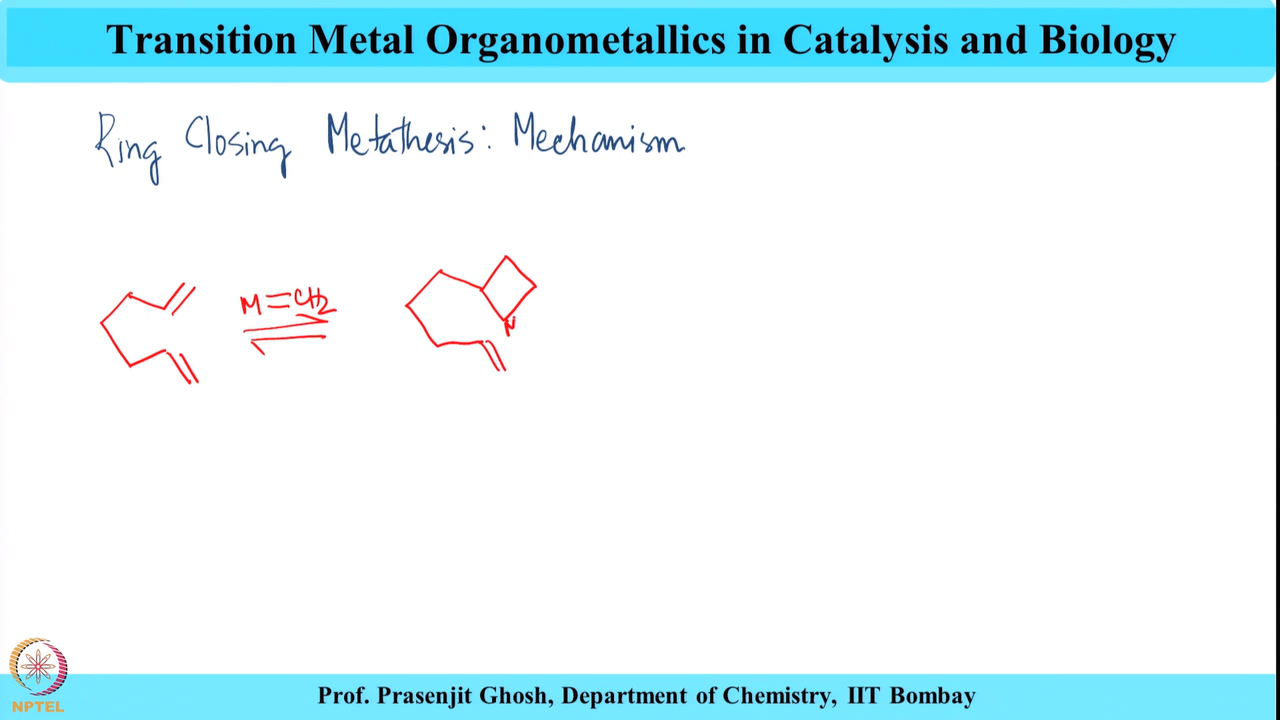 Transition Metal Organometallics in Catalysis and Biology
Ring Closing Metathesis: Mechanism
M=CH2
Prof. Prasenjit Ghosh, Department of Chemistry, IIT Bombay
NPTEL